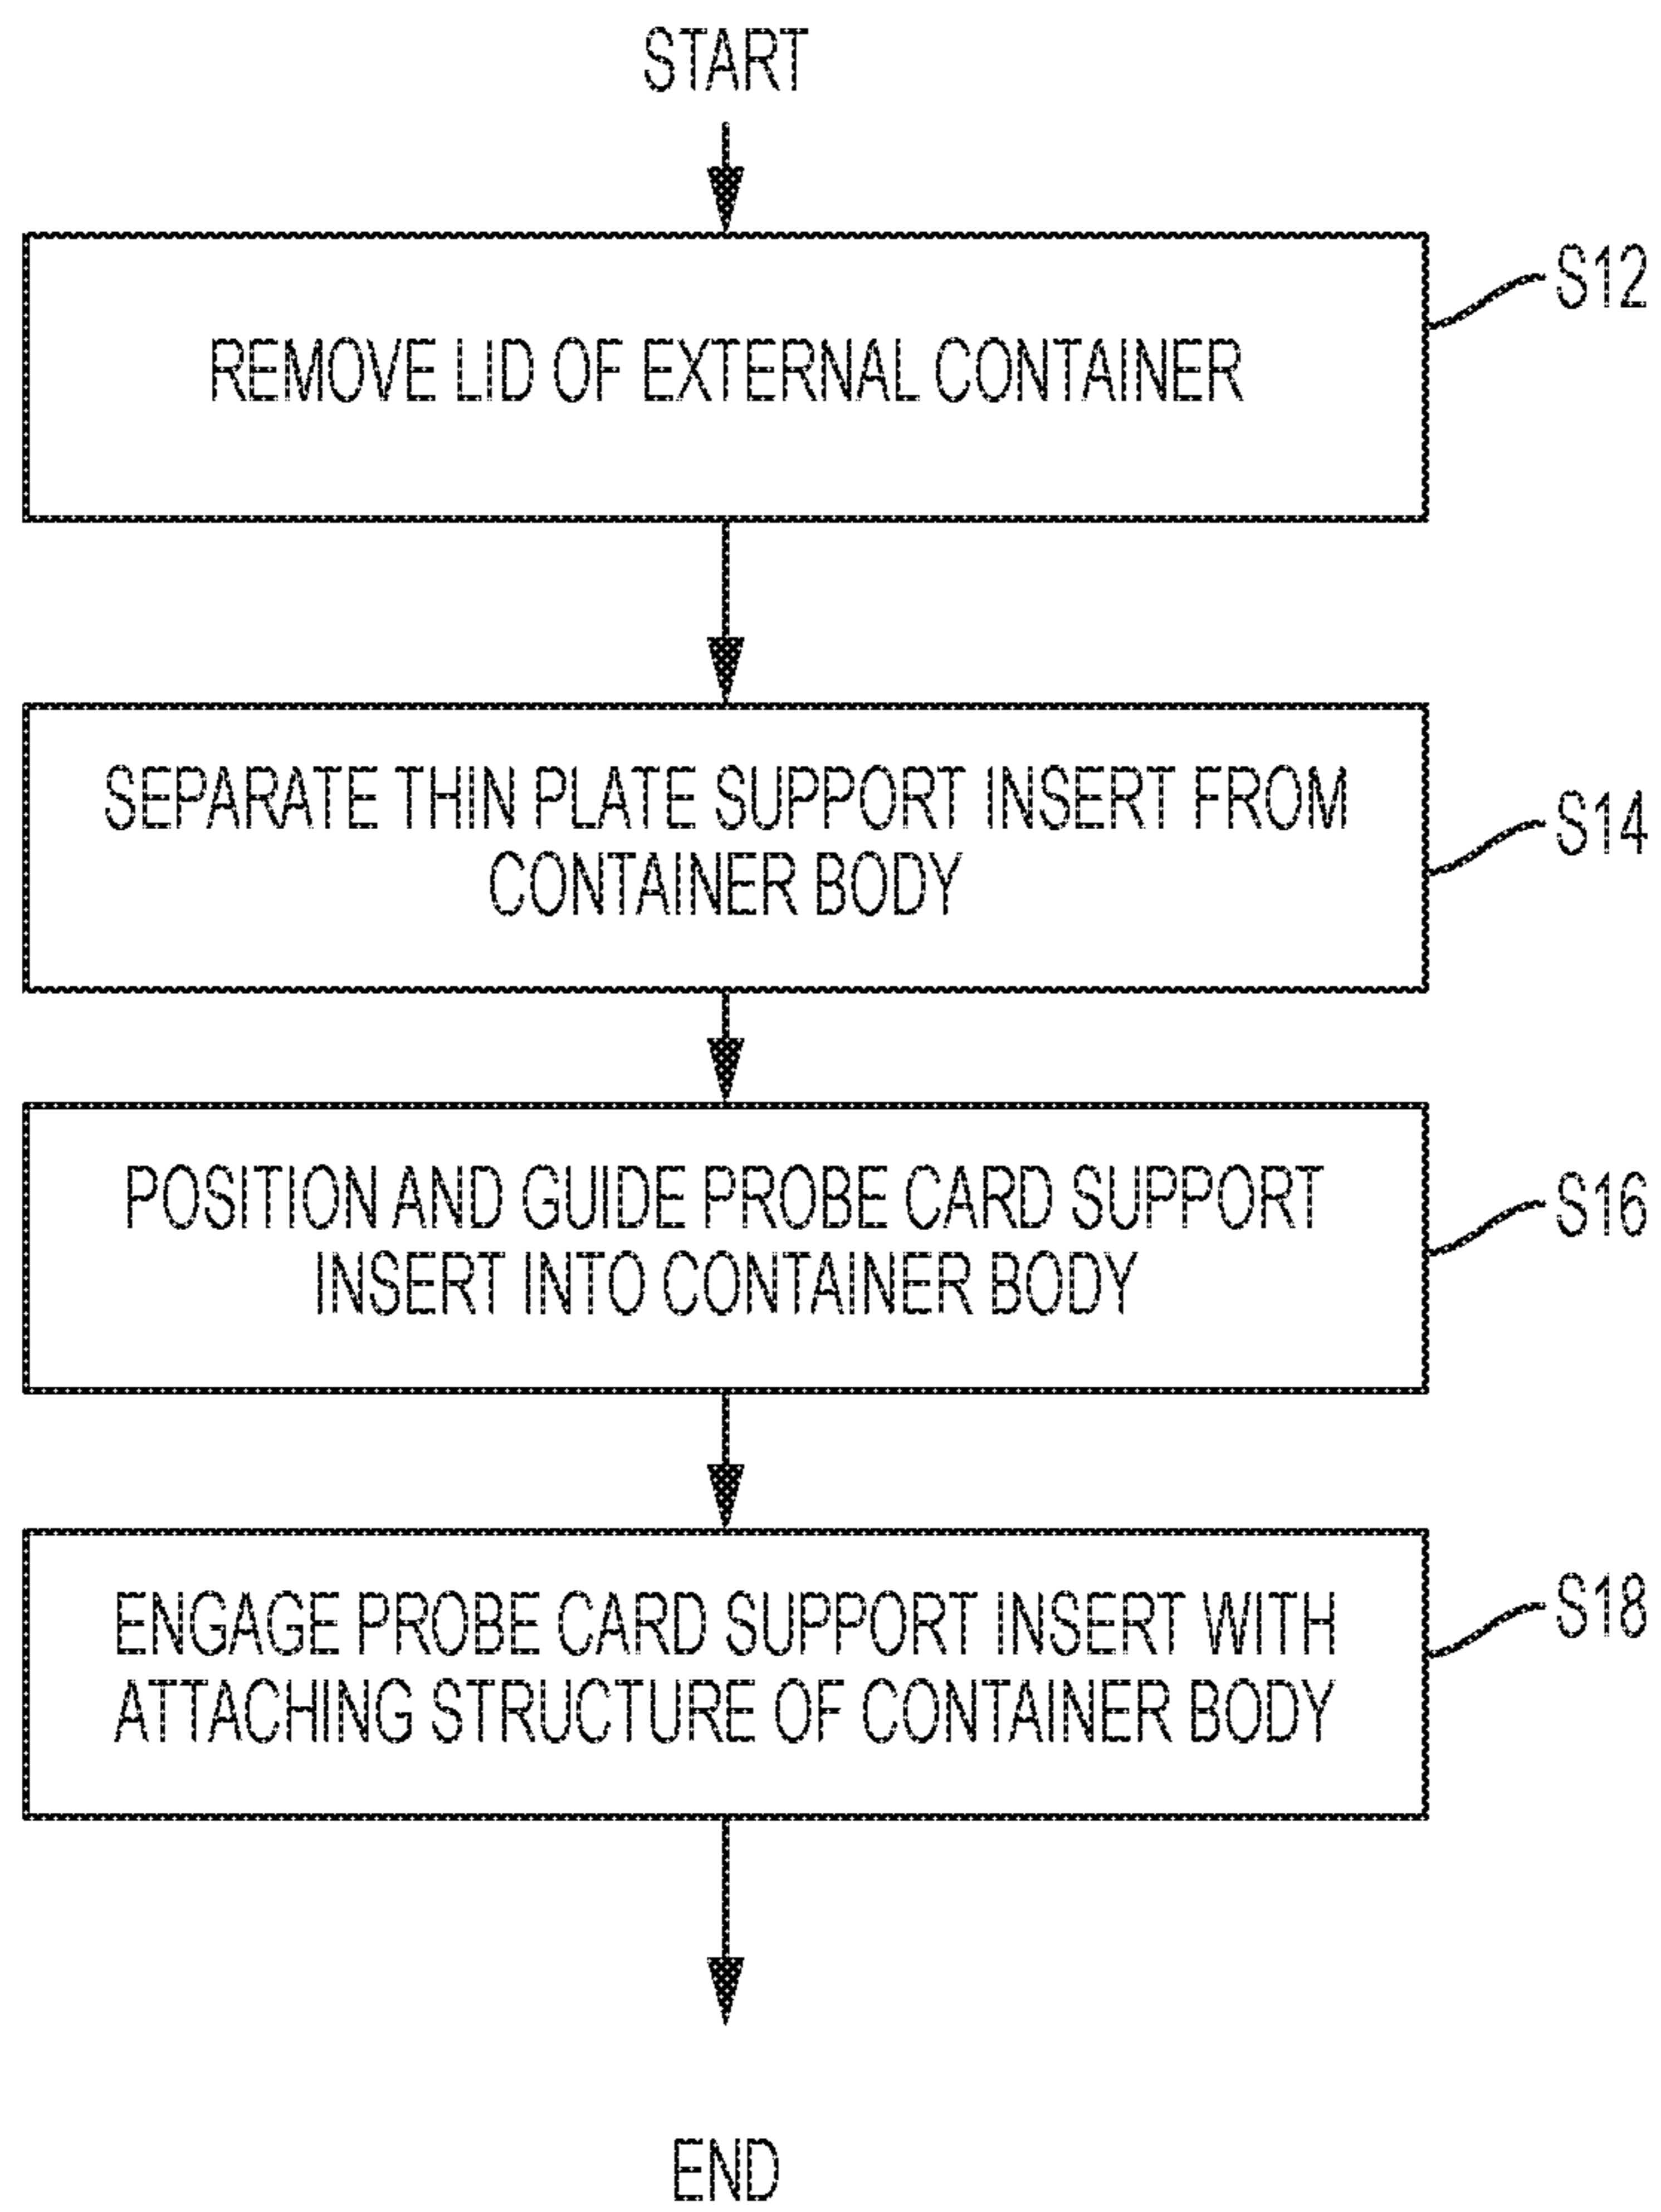 START
S12
REMOVE LID OF EXTERNAL CONTAINER
SEPARATE THIN PLATE SUPPORT INSERT FROM
CONTAINER BODY
S14
POSITION AND GUIDE PROBE CARD SUPPORT
INSERT INTO CONTAINER BODY
S16
ENGAGE PROBE CARD SUPPORT INSERT WITH
ATTACHING STRUCTURE OF CONTAINER BODY
S18
END